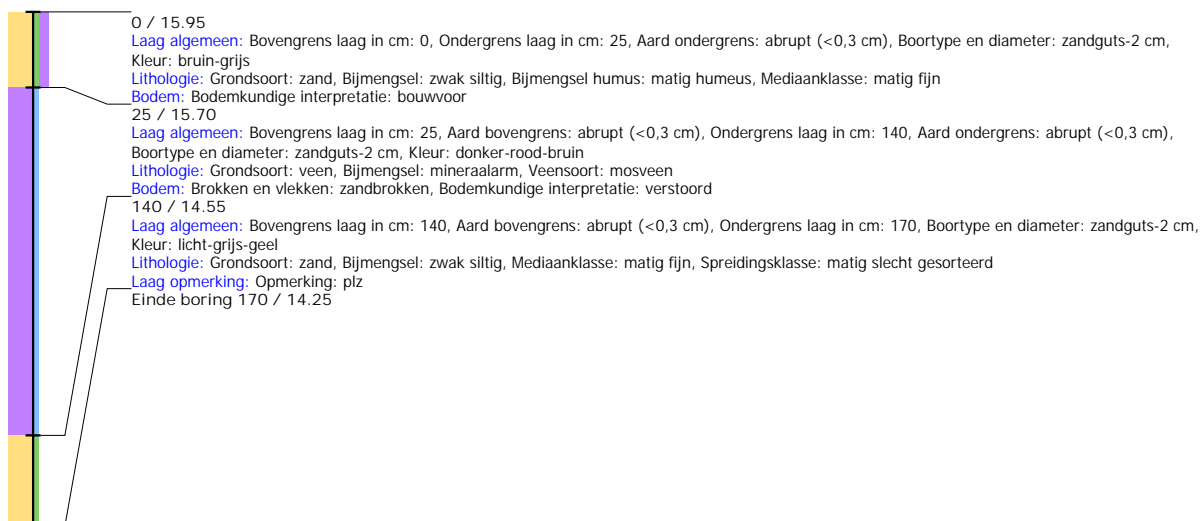 0 / 15.95
Laag algemeen: Bovengrens laag in cm: 0, Ondergrens laag in cm: 25, Aard ondergrens: abrupt (<0,3 cm), Boortype en diameter: zandguts-2 cm,
Kleur: bruin-grijs
Lithologie: Grondsoort: zand, Bijmengsel: zwak siltig, Bijmengsel humus: matig humeus, Mediaanklasse: matig fijn
Bodem: Bodemkundige interpretatie: bouwvoor
25 / 15.70
Laag algemeen: Bovengrens laag in cm: 25, Aard bovengrens: abrupt (<0,3 cm), Ondergrens laag in cm: 140, Aard ondergrens: abrupt (<0,3 cm),
Boortype en diameter: zandguts-2 cm, Kleur: donker-rood-bruin
Lithologie: Grondsoort: veen, Bijmengsel: mineraalarm, Veensoort: mosveen
Bodem: Brokken en vlekken: zandbrokken, Bodemkundige interpretatie: verstoord
140 / 14.55
Laag algemeen: Bovengrens laag in cm: 140, Aard bovengrens: abrupt (<0,3 cm), Ondergrens laag in cm: 170, Boortype en diameter: zandguts-2 cm,
Kleur: licht-grijs-geel
Lithologie: Grondsoort: zand, Bijmengsel: zwak siltig, Mediaanklasse: matig fijn, Spreidingsklasse: matig slecht gesorteerd
Laag opmerking: Opmerking: plz
Einde boring 170 / 14.25